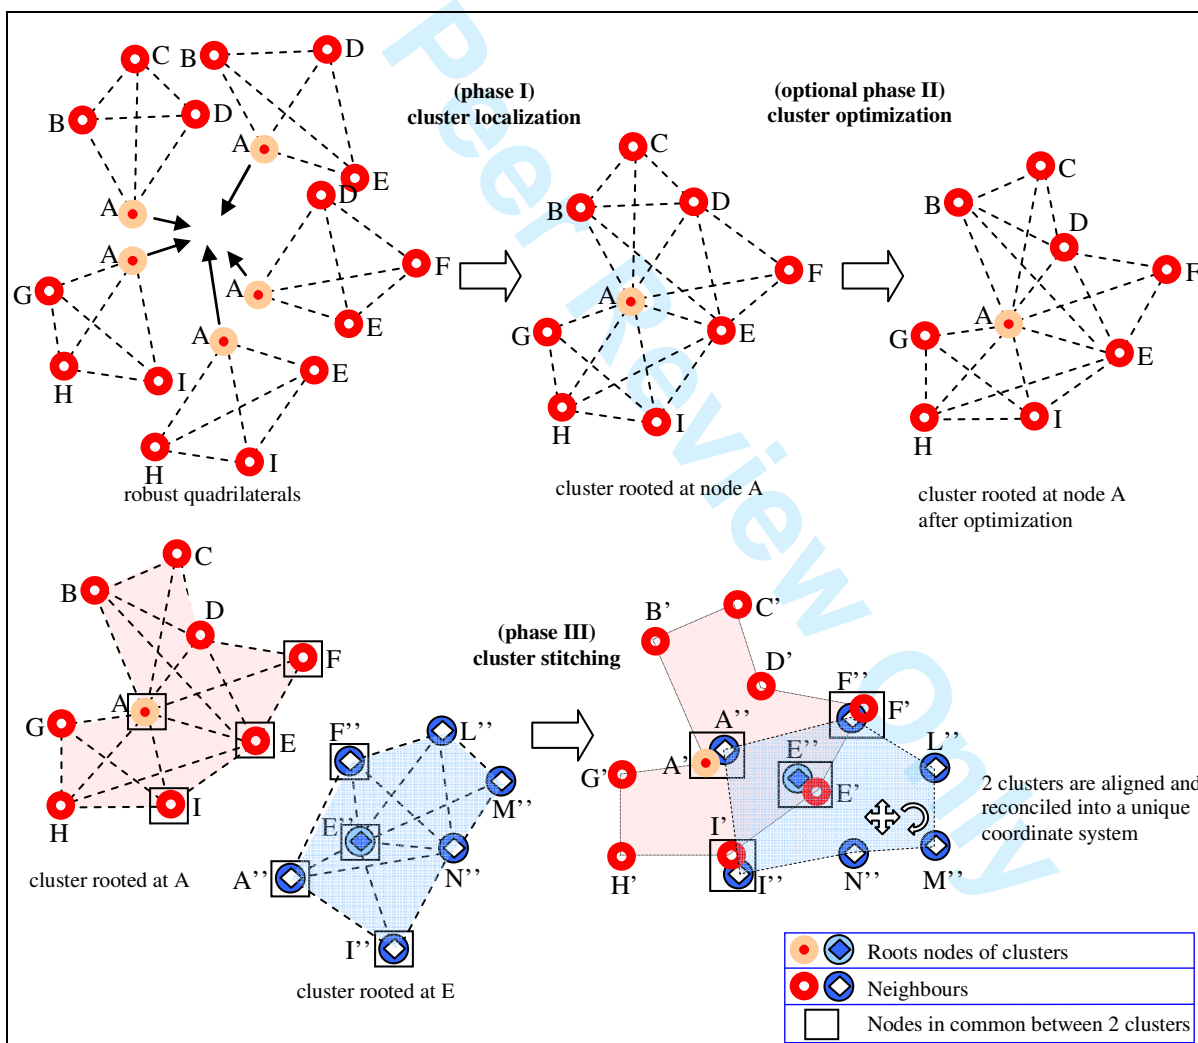 C
B
D
B
D
A
E
A
(phase I)
cluster localization
(optional phase II)
cluster optimization
C
B
D
F
A
G
E
H
I
C
B
D
F
A
G
E
H
I
D
F
A
E
A
G
H
I
A
E
H
I
robust quadrilaterals
cluster rooted at node A
cluster rooted at node A
after optimization
C
B
D
F
A
G
E
H
I
cluster rooted at A
F''
L''
M''
E''
A''
N''
I''
cluster rooted at E
(phase III)
cluster stitching
B’
C’
D’
F’’
F’
A’’
A’
E’’
E’
G’
L’’
I’
H’
I’’
N’’
M’’
2 clusters are aligned and
reconciled into a unique
coordinate system
Roots nodes of clusters
Neighbours
Nodes in common between 2 clusters
Peer Review Only